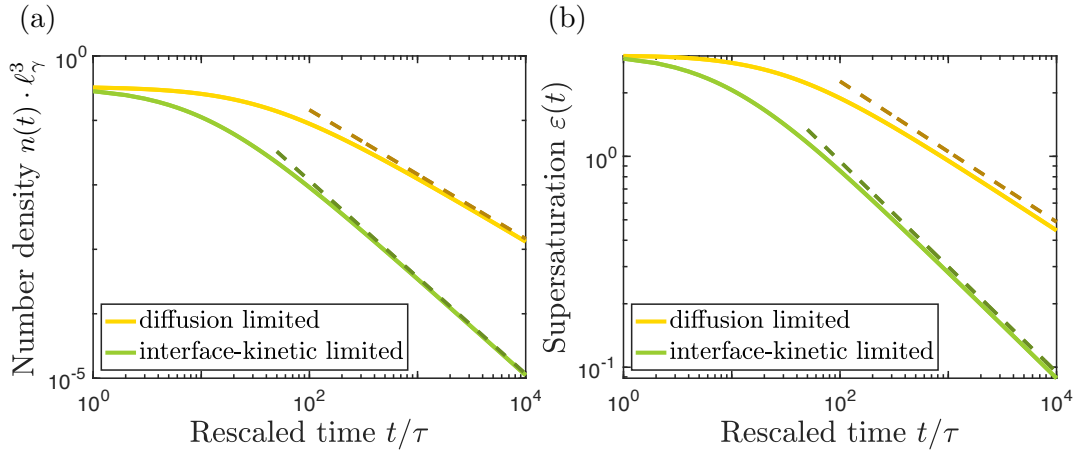 (a)
Number density n(t) · ℓ_γ^3
10^0
10^-5
diffusion limited
interface-kinetic limited
10^0 10^2 10^4
Rescaled time t/τ
(b)
Supersaturation ε(t)
10^0
10^-1
diffusion limited
interface-kinetic limited
10^0 10^2 10^4
Rescaled time t/τ